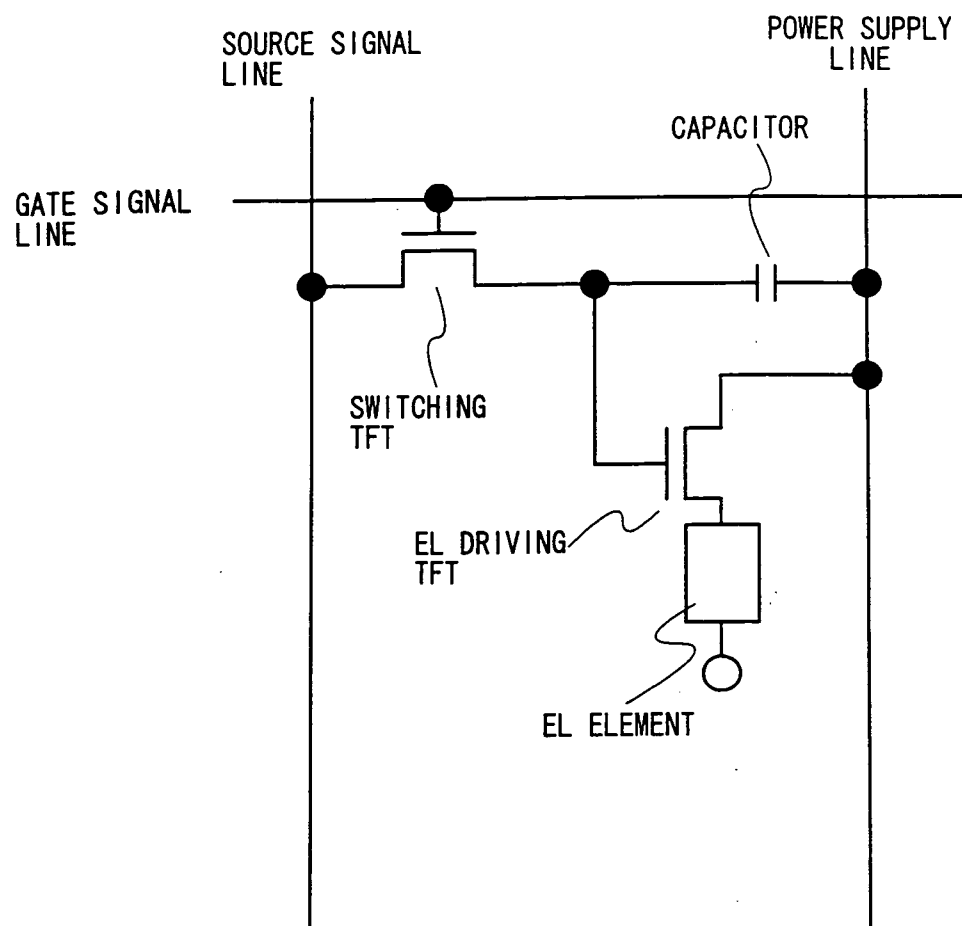 SOURCE SIGNAL
LINE
POWER SUPPLY
LINE
CAPACITOR
GATE SIGNAL
LINE
SWITCHING
TFT
EL DRIVING
TFT
EL ELEMENT